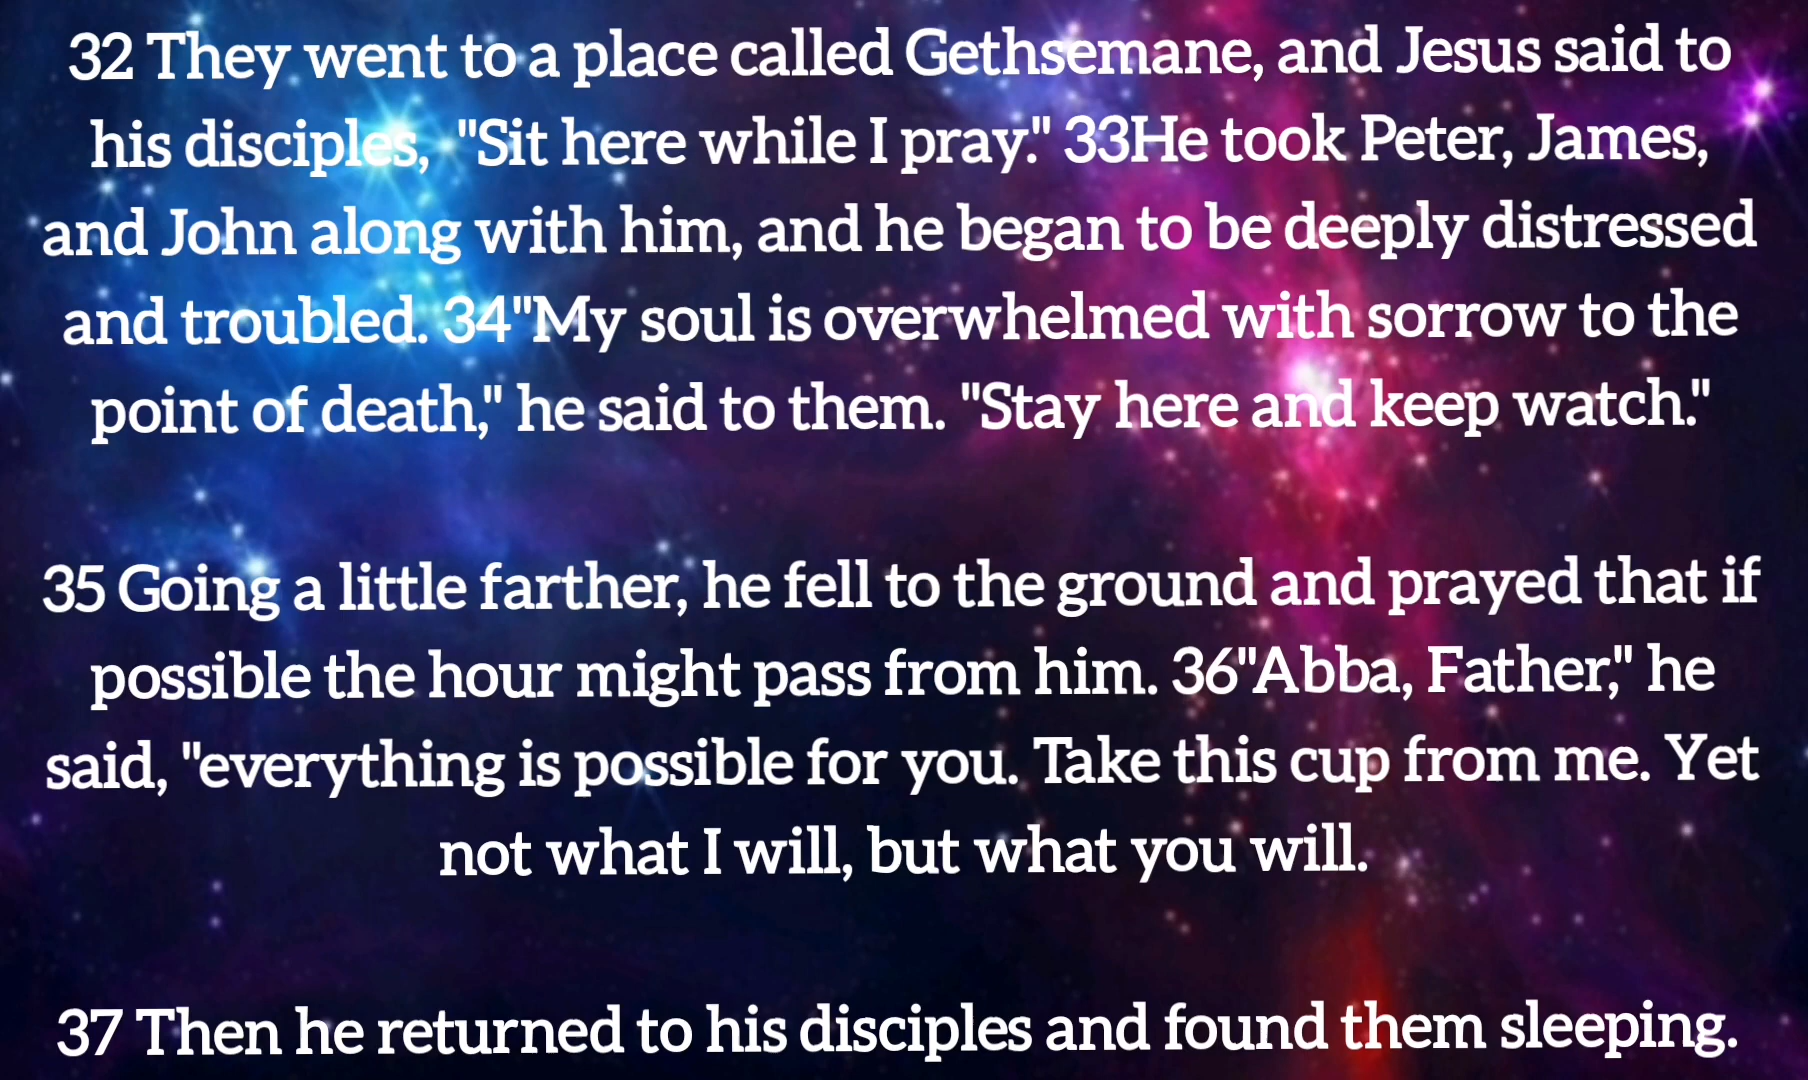 32 They went to a place called Gethsemane, and Jesus said to
his disciples, "Sit here while I pray." 33He took Peter, James,
and John along with him, and he began to be deeply distressed
and troubled. 34"My soul is overwhelmed with sorrow to the
point of death," he said to them. "Stay here and keep watch."
35 Going a little farther, he fell to the ground and prayed that if
possible the hour might pass from him. 36"Abba, Father," he
said, "everything is possible for you. Take this cup from me. Yet
not what I will, but what you will.
37 Then he returned to his disciples and found them sleeping.